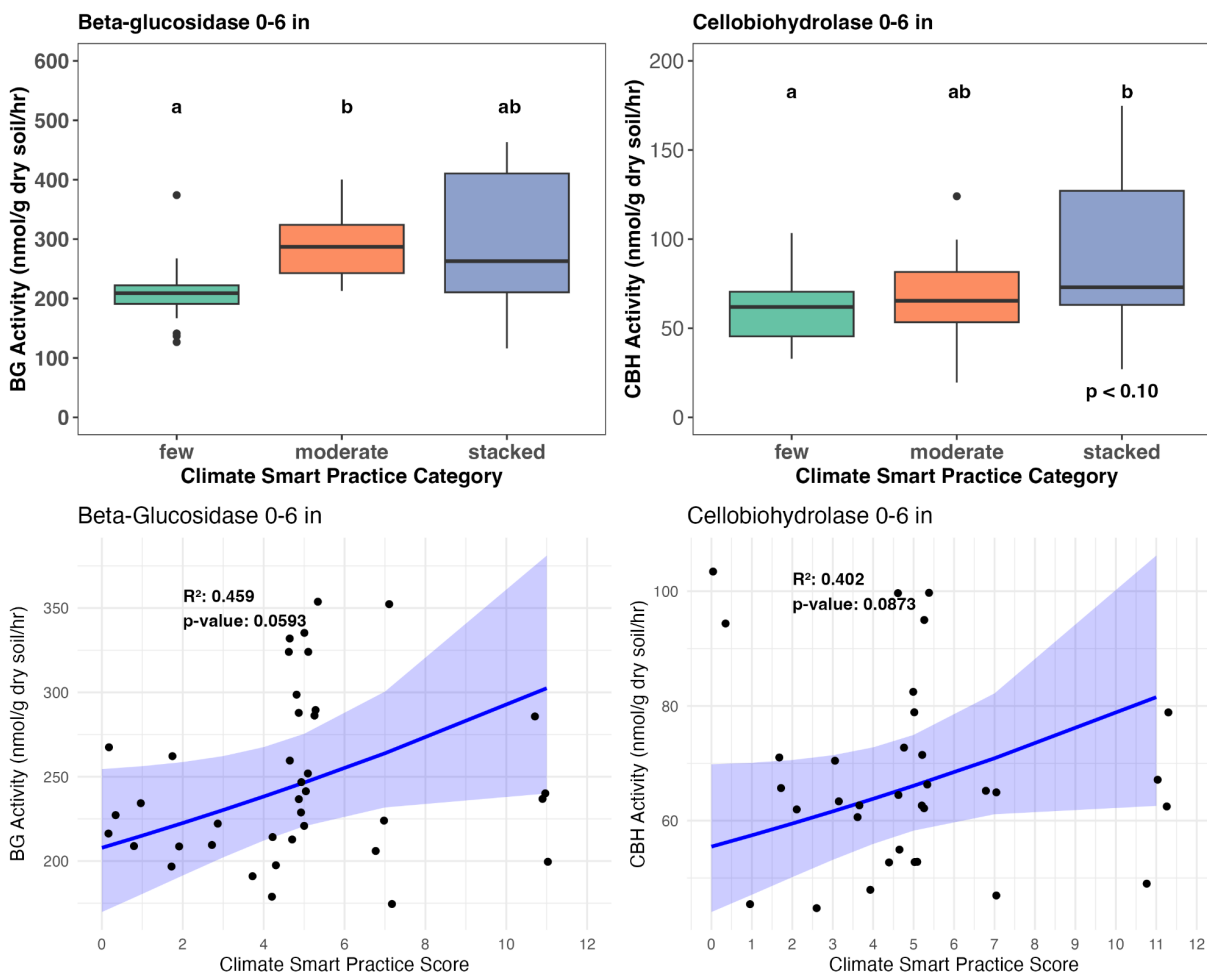 Beta-glucosidase 0-6 in
BG Activity (nmol/g dry soil/hr)
600
500
400
300
200
100
0
a
b
ab
few
moderate
stacked
Climate Smart Practice Category
Cellobiohydrolase 0-6 in
CBH Activity (nmol/g dry soil/hr)
200
150
100
50
0
a
ab
b
p < 0.10
few
moderate
stacked
Climate Smart Practice Category
Beta-Glucosidase 0-6 in
BG Activity (nmol/g dry soil/hr)
350
300
250
200
R²: 0.459
p-value: 0.0593
0
2
4
6
8
10
12
Climate Smart Practice Score
Cellobiohydrolase 0-6 in
CBH Activity (nmol/g dry soil/hr)
100
80
60
R²: 0.402
p-value: 0.0873
0
1
2
3
4
5
6
7
8
9
10
11
12
Climate Smart Practice Score